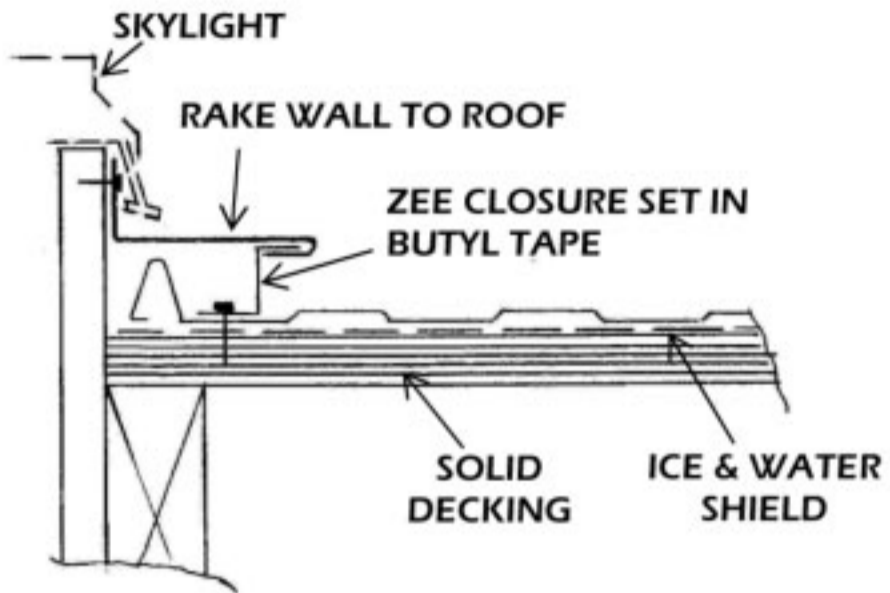 SKYLIGHT
RAKE WALL TO ROOF
ZEE CLOSURE SET IN
BUTYL TAPE
SOLID
DECKING
ICE & WATER
SHIELD